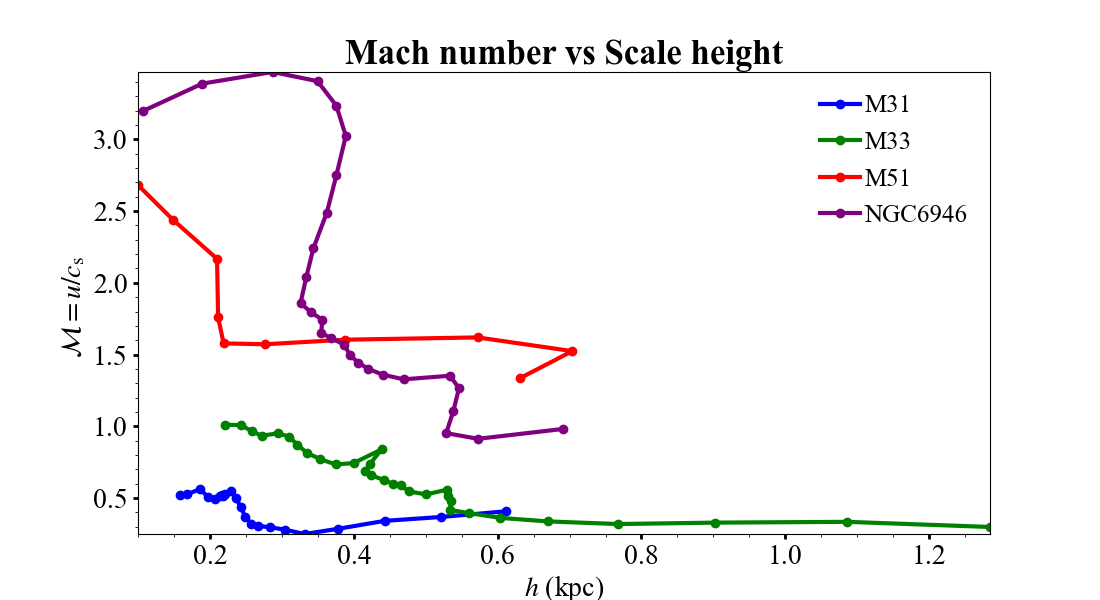 Mach number vs Scale height
ℳ = u/cₛ
3.0
2.5
2.0
1.5
1.0
0.5
M31
M33
M51
NGC6946
0.2 0.4 0.6 0.8 1.0 1.2
h (kpc)